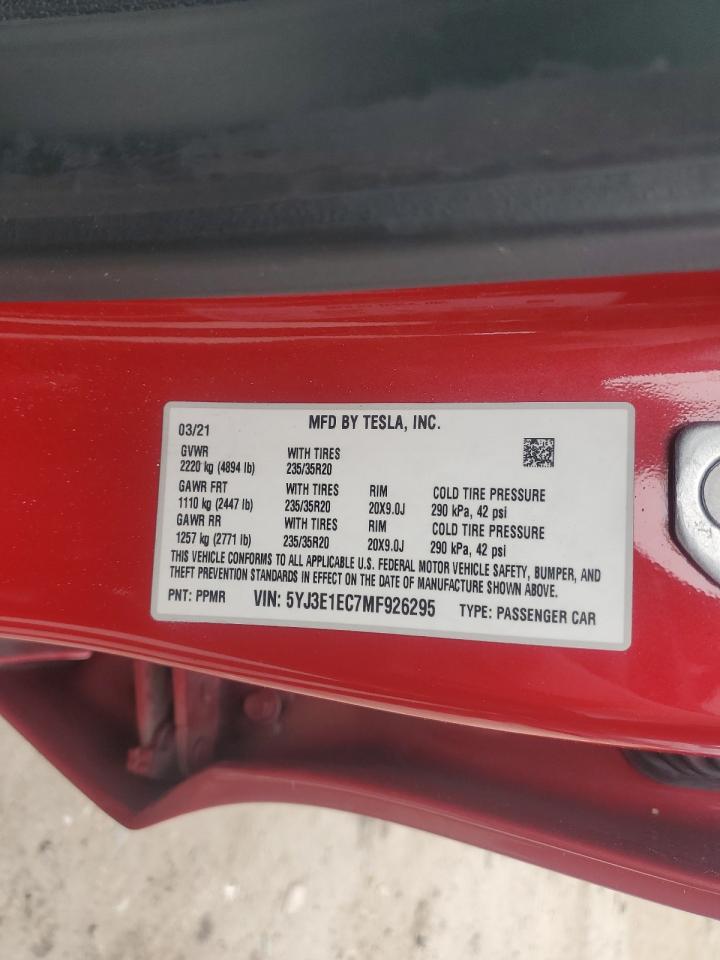 MFD BY TESLA, INC.
03/21
GVWR WITH TIRES
2220 kg (4894 lb) 235/35R20
GAWR FRT WITH TIRES RIM COLD TIRE PRESSURE
1110 kg (2447 lb) 235/35R20 20X9.0J 290 kPa, 42 psi
GAWR RR WITH TIRES RIM COLD TIRE PRESSURE
1257 kg (2771 lb) 235/35R20 20X9.0J 290 kPa, 42 psi
THIS VEHICLE CONFORMS TO ALL APPLICABLE U.S. FEDERAL MOTOR VEHICLE SAFETY, BUMPER, AND
THEFT PREVENTION STANDARDS IN EFFECT ON THE DATE OF MANUFACTURE SHOWN ABOVE.
PNT: PPMR VIN: 5YJ3E1EC7MF926295 TYPE: PASSENGER CAR